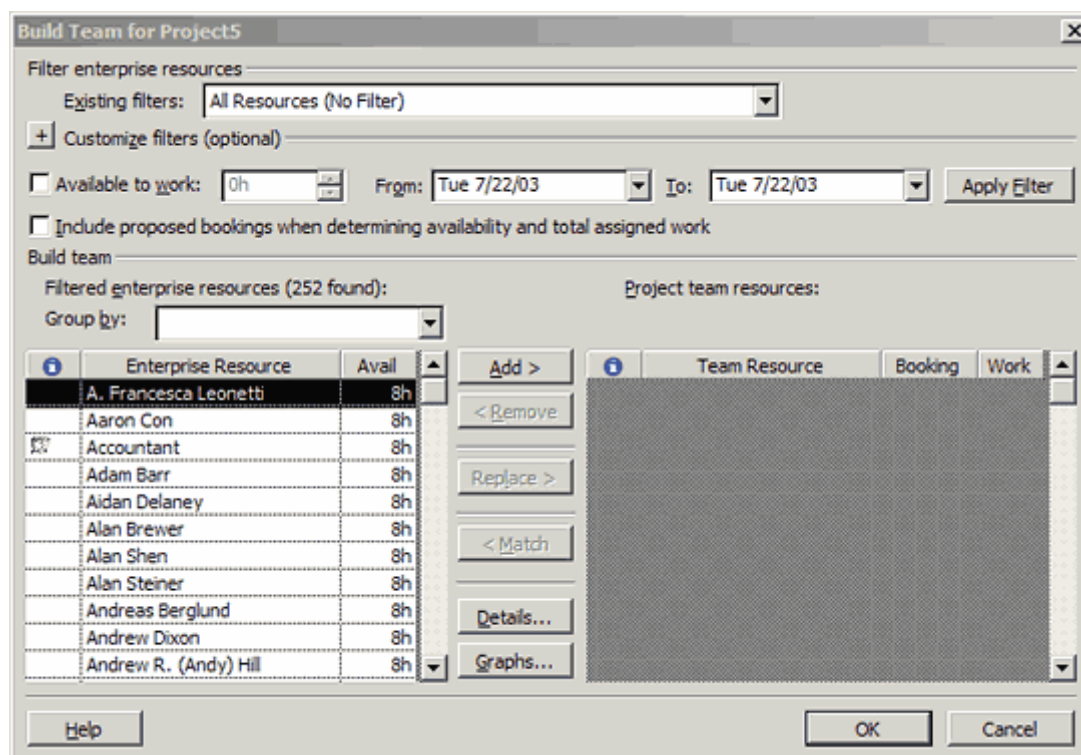 Build Team for Project5
Filter enterprise resources
Existing filters: All Resources (No Filter)
+ Customize filters (optional)
Available to work: 0h From: Tue 7/22/03 To: Tue 7/22/03 Apply Filter
Include proposed bookings when determining availability and total assigned work
Build team
Filtered enterprise resources (252 found): Project team resources:
Group by:
Enterprise Resource Avail Add > Team Resource Booking Work
A. Francesca Leonetti 8h
Aaron Con 8h < Remove
Accountant 8h
Adam Barr 8h Replace >
Aidan Delaney 8h
Alan Brewer 8h
Alan Shen 8h < Match
Alan Steiner 8h
Andreas Berglund 8h Details...
Andrew Dixon 8h
Andrew R. (Andy) Hill 8h Graphs...
Help OK Cancel